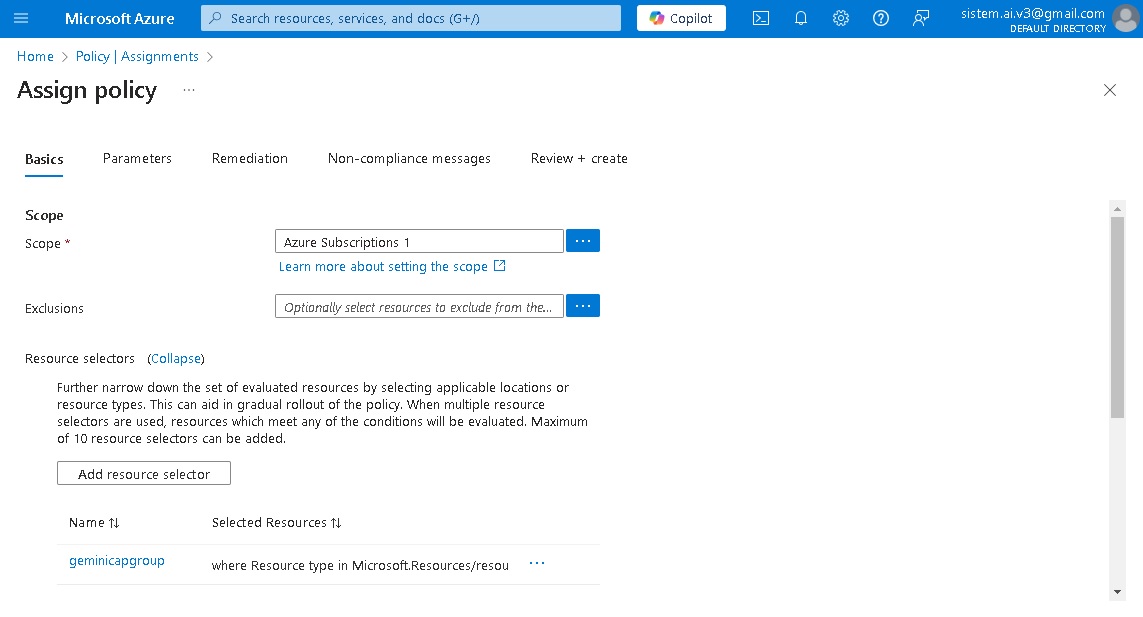 Microsoft Azure
Search resources, services, and docs (G+/)
Copilot
sistem.ai.v3@gmail.com
DEFAULT DIRECTORY
Home > Policy | Assignments >
Assign policy ...
Basics Parameters Remediation Non-compliance messages Review + create
Scope
Scope * Azure Subscriptions 1 ...
Learn more about setting the scope
Exclusions Optionally select resources to exclude from the... ...
Resource selectors (Collapse)
Further narrow down the set of evaluated resources by selecting applicable locations or
resource types. This can aid in gradual rollout of the policy. When multiple resource
selectors are used, resources which meet any of the conditions will be evaluated. Maximum
of 10 resource selectors can be added.
Add resource selector
Name ↑↓ Selected Resources ↑↓
geminicapgroup where Resource type in Microsoft.Resources/resou ...